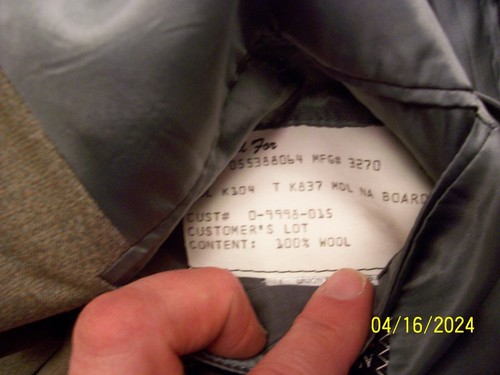 For
055388064 MFG# 3270
K104 T K837 MDL NA BOARD
CUST# 0-9998-015
CUSTOMER'S LOT
CONTENT: 100% WOOL
04/16/2024